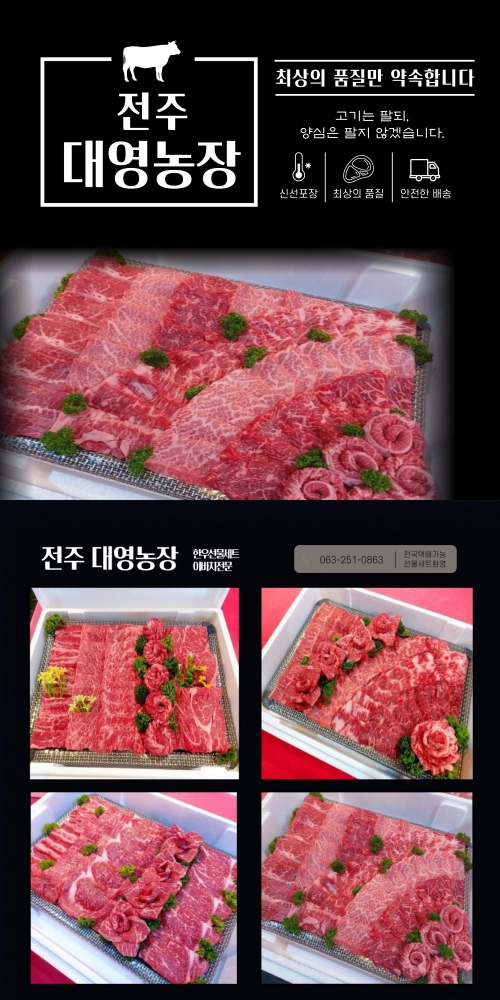 전주
대영농장
최상의 품질만 약속합니다
고기는 팔되,
양심은 팔지 않겠습니다.
신선포장
최상의 품질
안전한 배송
전주 대영농장
한우선물세트
이바지전문
063-251-0863
전국택배가능
선물세트환영